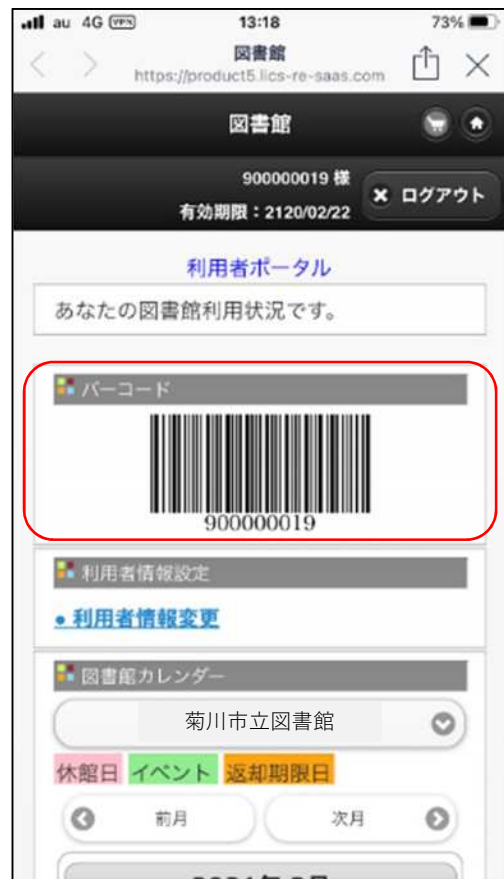 au 4G VPN 13:18 73%
図書館
https://product5.lics-re-saas.com
図書館
900000019 様
有効期限:2120/02/22
ログアウト
利用者ポータル
あなたの図書館利用状況です。
バーコード
900000019
利用者情報設定
• 利用者情報変更
図書館カレンダー
菊川市立図書館
休館日 イベント 返却期限日
前月 次月